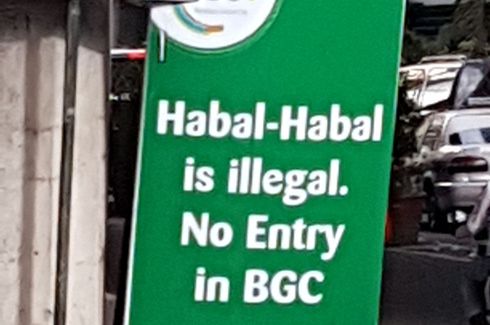 Habal-Habal
is illegal.
No Entry
in BGC